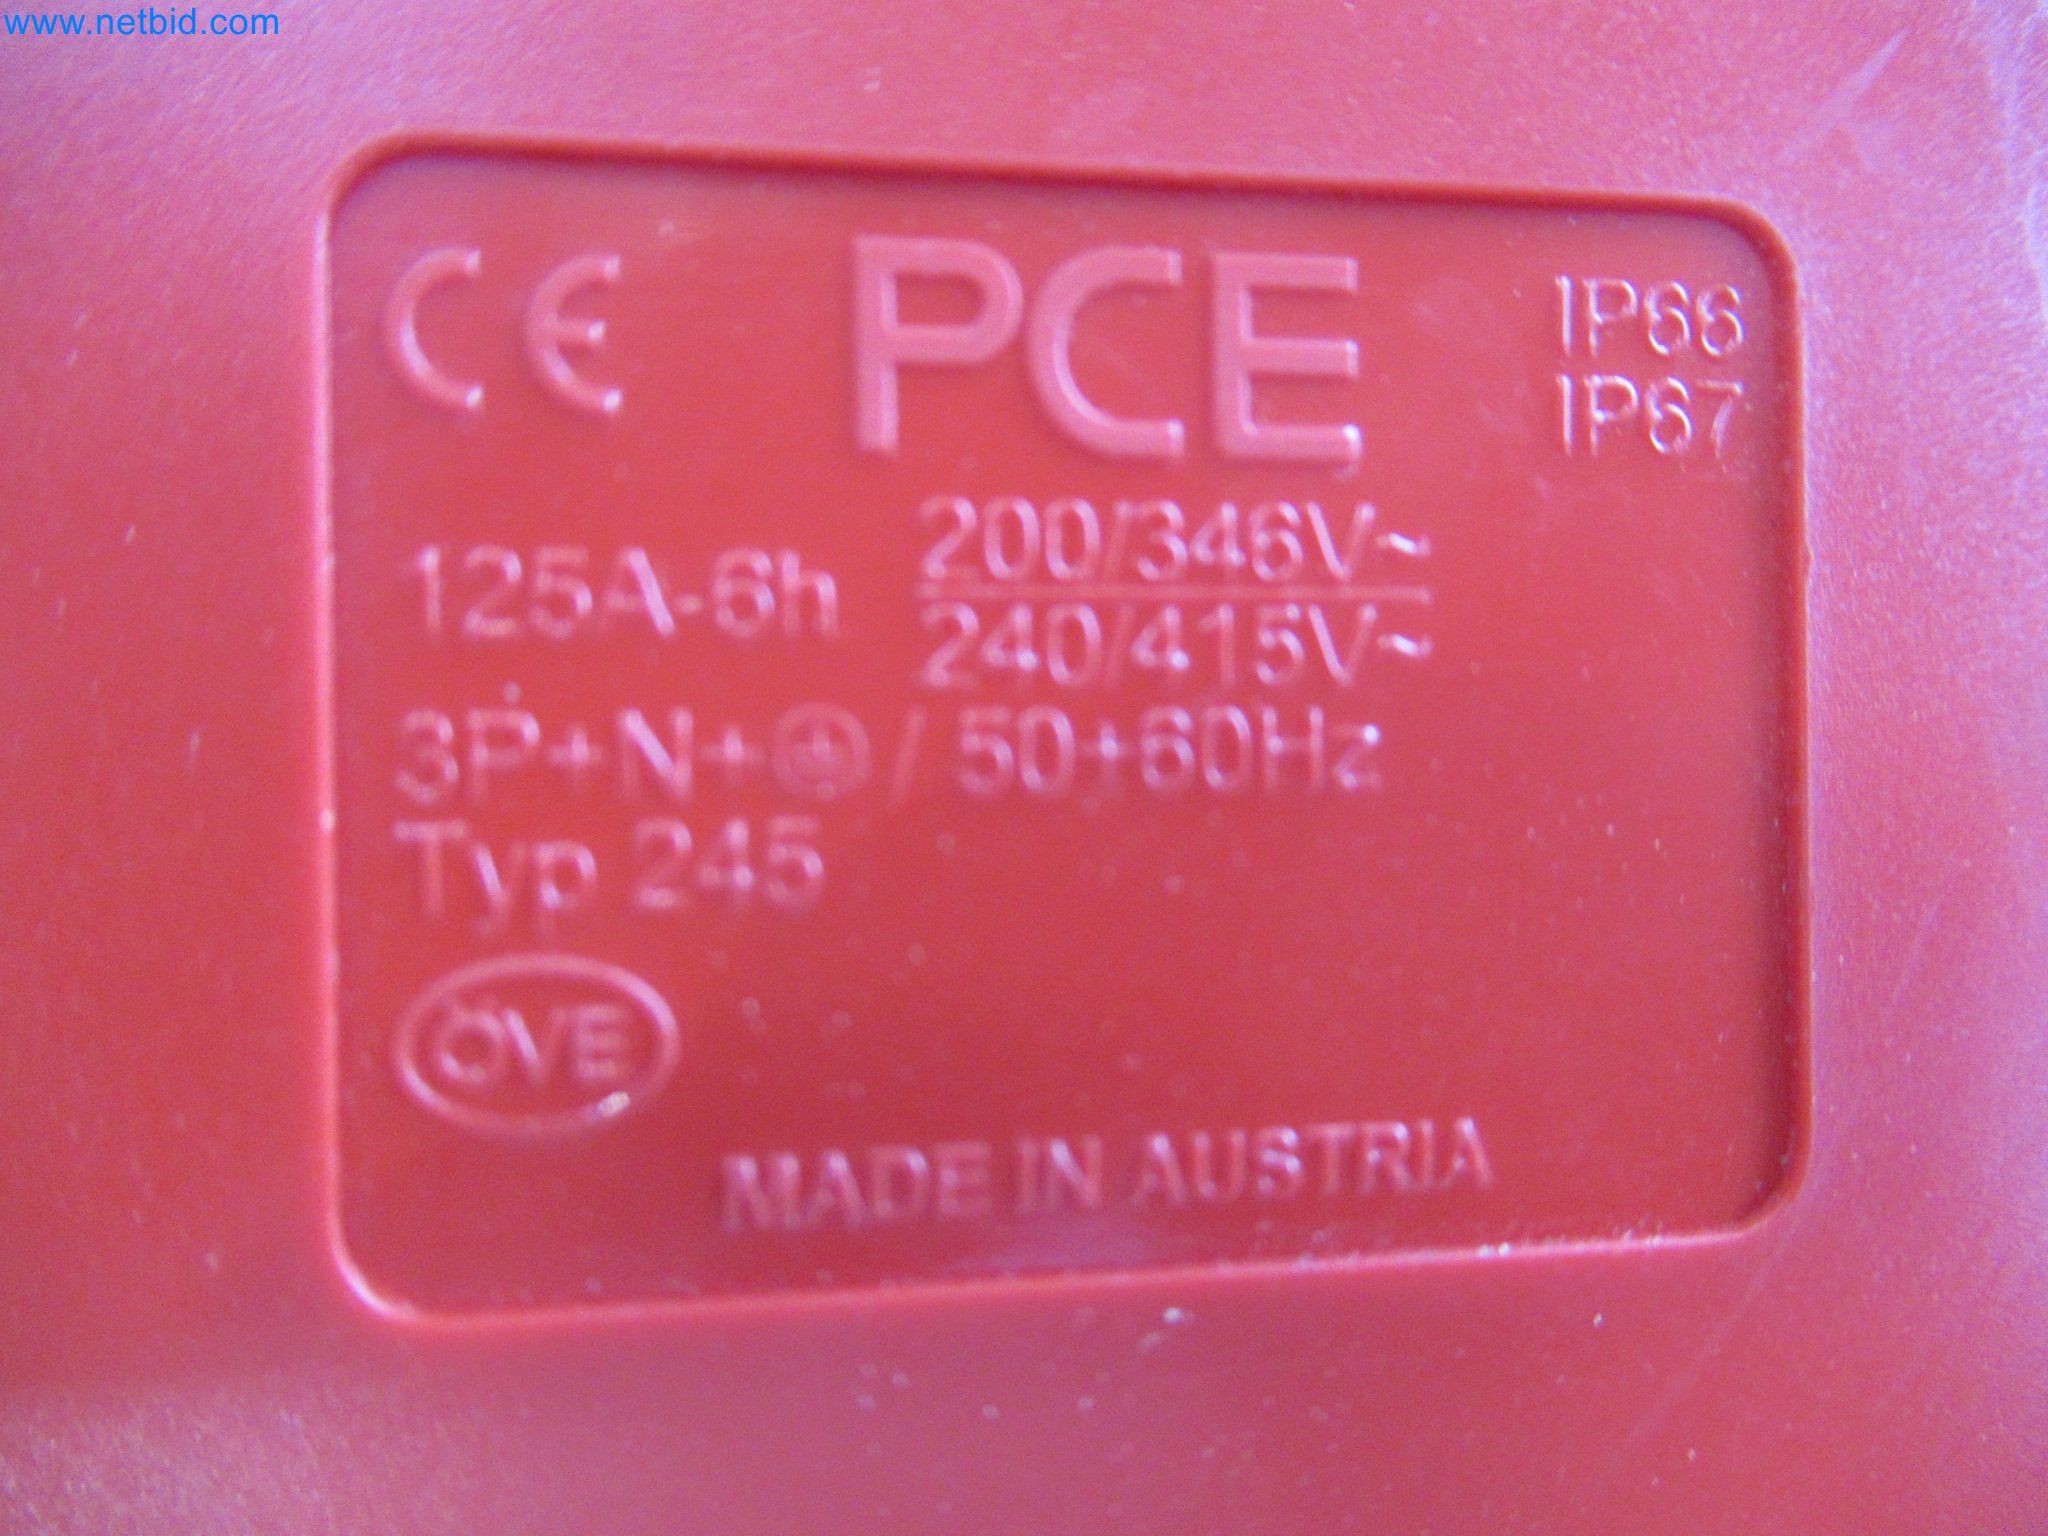 www.netbid.com
CE PCE IP66
IP67
125A-6h 200/346V~
240/415V~
3P+N+⏚ / 50+60Hz
Typ 245
ÖVE
MADE IN AUSTRIA